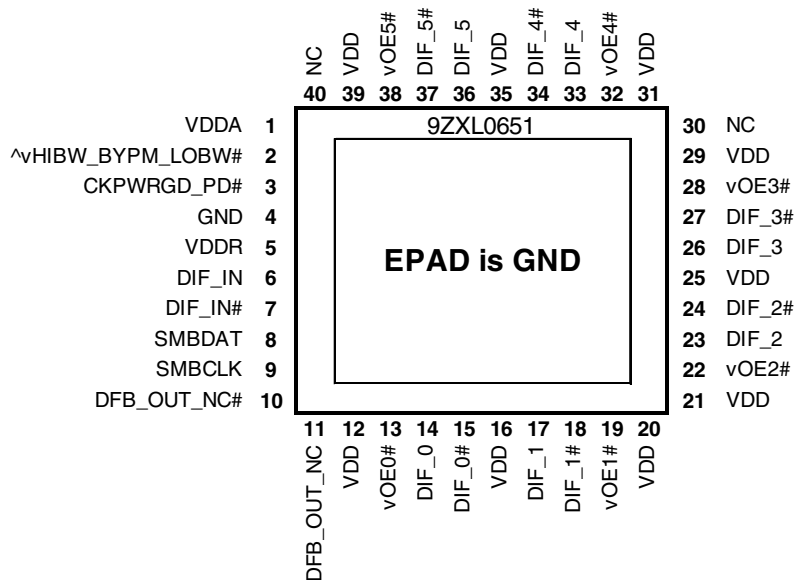 NC VDD vOE5# DIF_5# DIF_5 VDD DIF_4# DIF_4 vOE4# VDD
40 39 38 37 36 35 34 33 32 31
VDDA 1
^vHIBW_BYPM_LOBW# 2
CKPWRGD_PD# 3
GND 4
VDDR 5
DIF_IN 6
DIF_IN# 7
SMBDAT 8
SMBCLK 9
DFB_OUT_NC# 10
9ZXL0651
EPAD is GND
30 NC
29 VDD
28 vOE3#
27 DIF_3#
26 DIF_3
25 VDD
24 DIF_2#
23 DIF_2
22 vOE2#
21 VDD
11 12 13 14 15 16 17 18 19 20
DFB_OUT_NC VDD vOE0# DIF_0 DIF_0# VDD DIF_1 DIF_1# vOE1# VDD